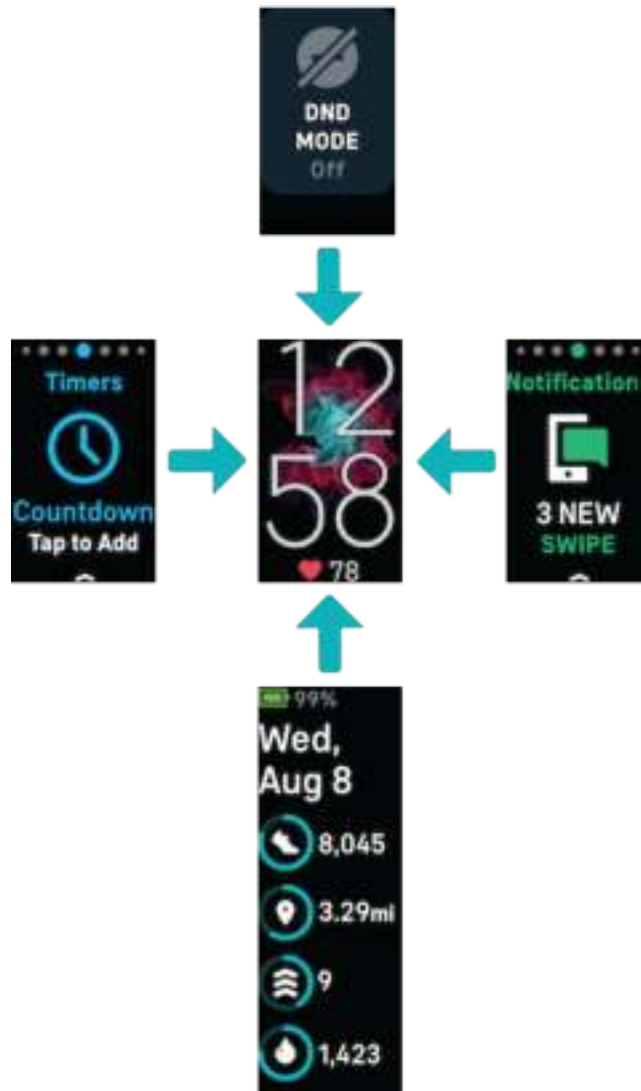 DND
MODE
Off
Timers
Countdown
Tap to Add
12
58
78
Notification
3 NEW
SWIPE
99%
Wed,
Aug 8
8,045
3.29mi
9
1,423